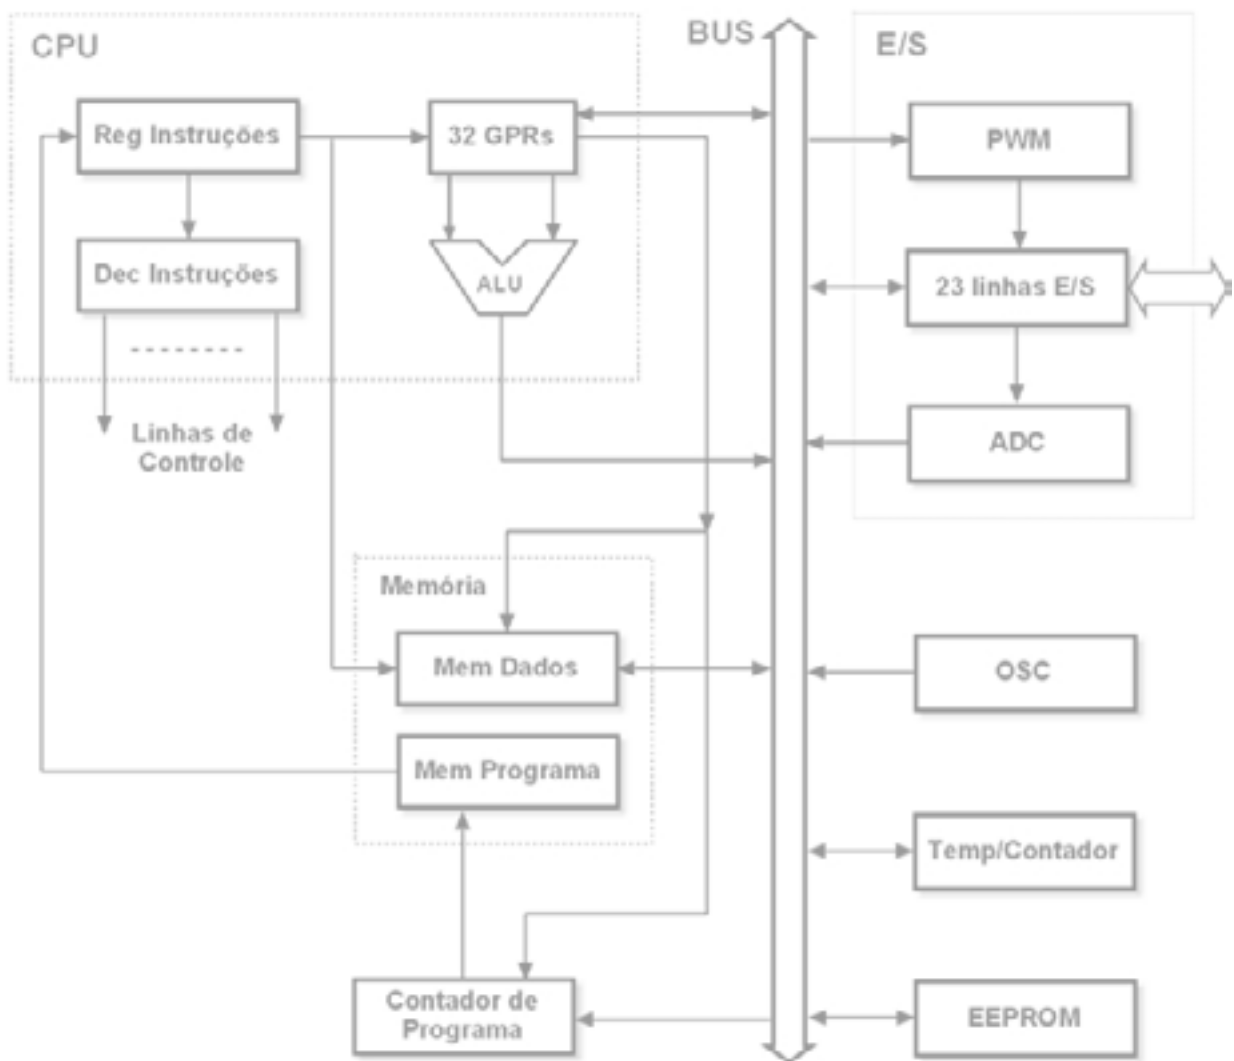 CPU
BUS
E/S
Reg Instruções
32 GPRs
PWM
Dec Instruções
ALU
23 linhas E/S
Linhas de
Controle
ADC
Memória
Mem Dados
OSC
Mem Programa
Temp/Contador
Contador de
Programa
EEPROM